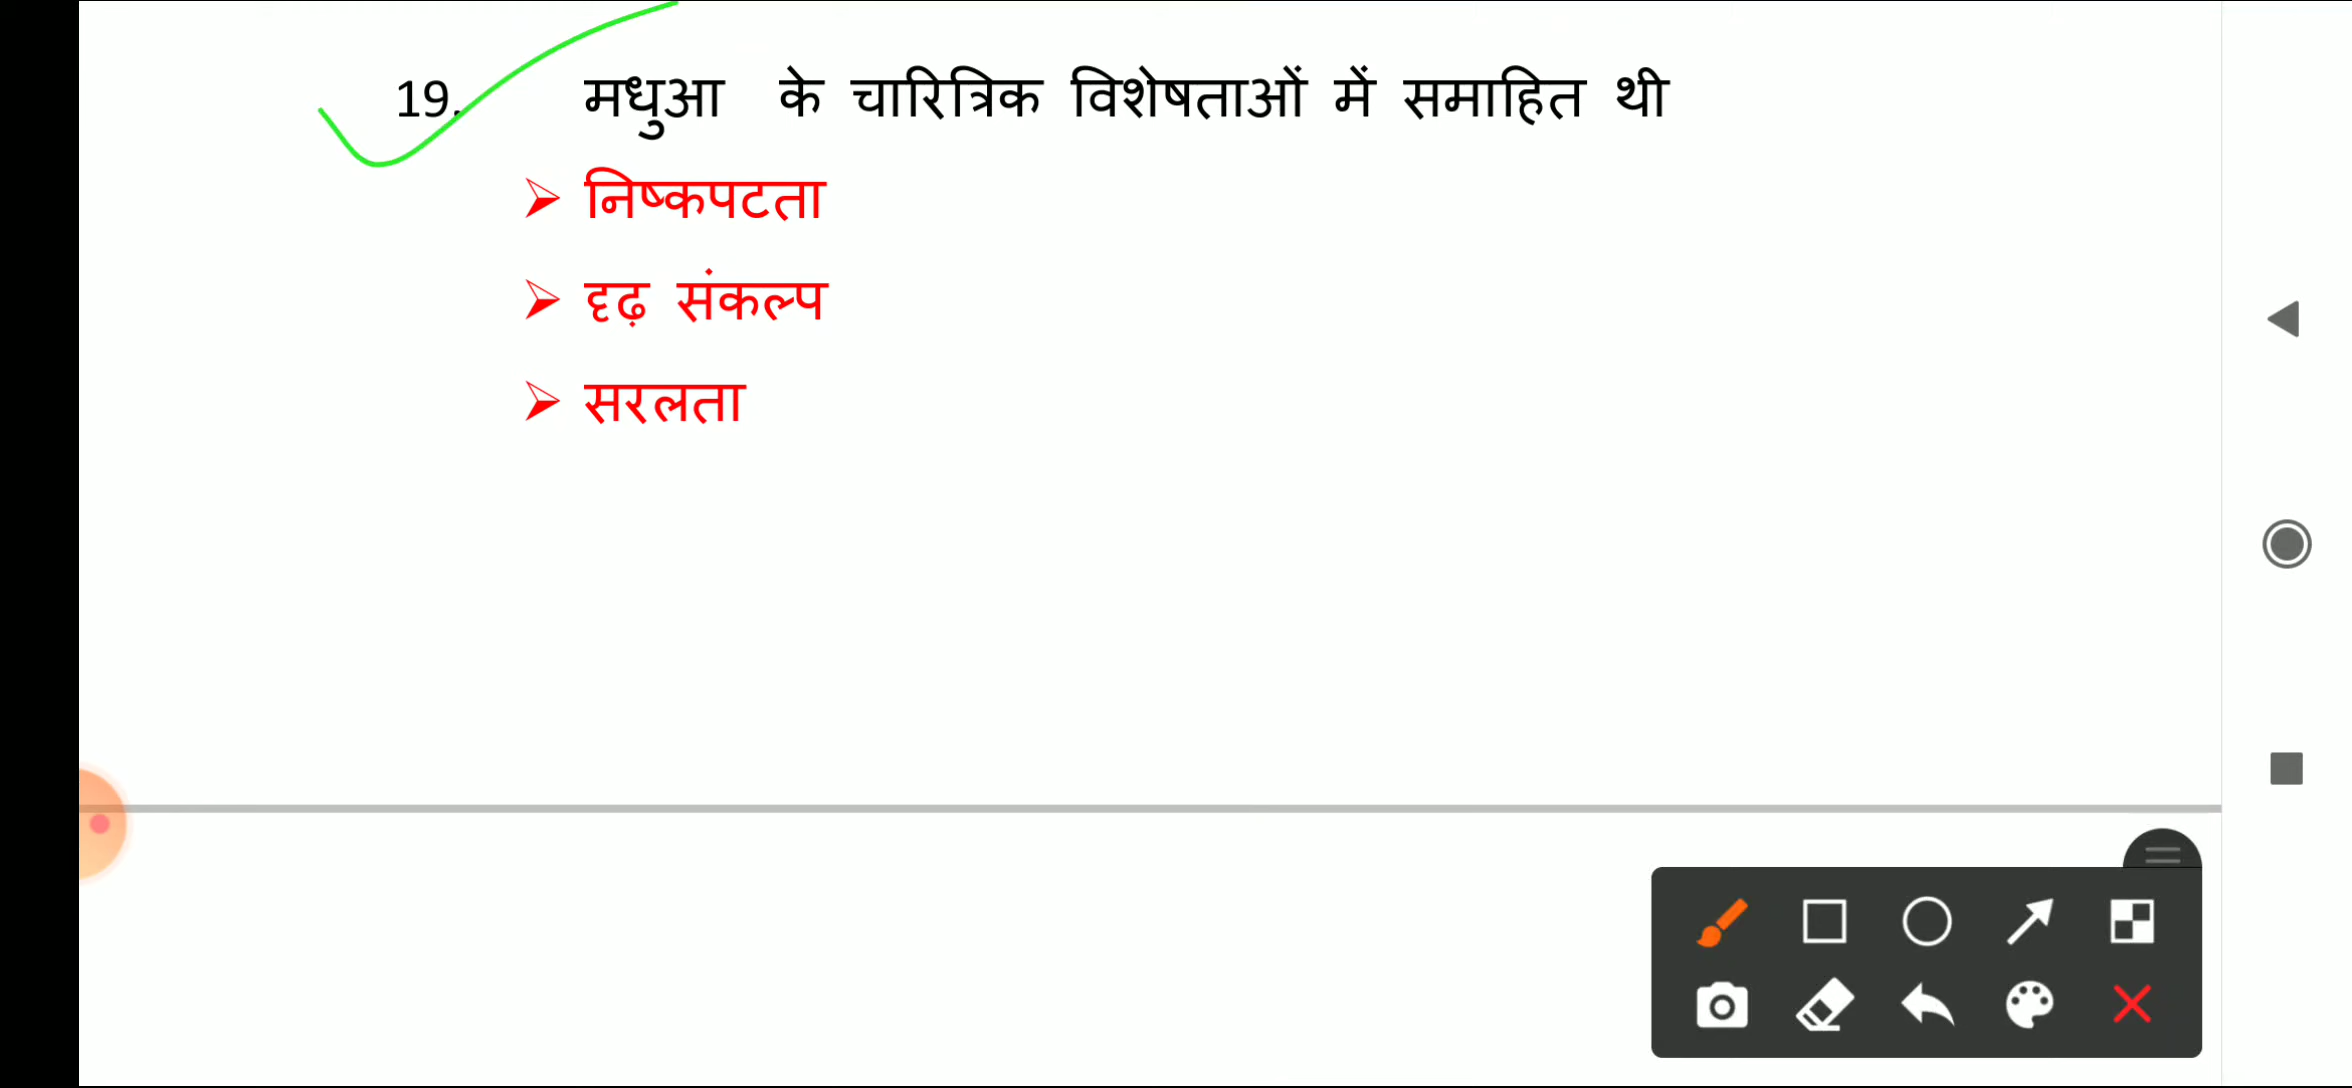 19. मधुआ के चारित्रिक विशेषताओं में समाहित थी
➢ निष्कपटता
➢ दृढ़ संकल्प
➢ सरलता